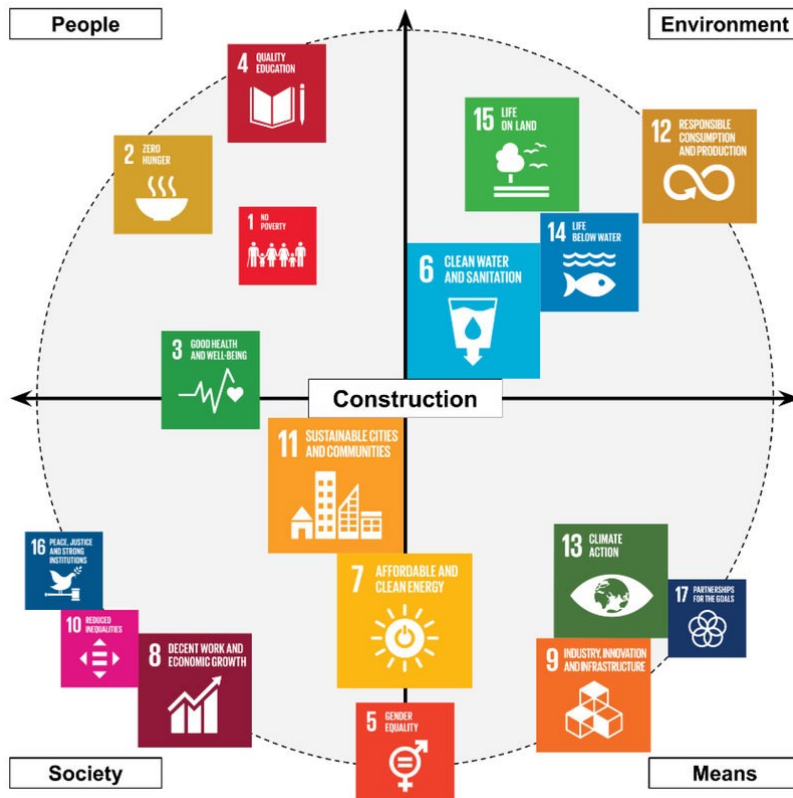 People
Environment
4 QUALITY
EDUCATION
15 LIFE
ON LAND
12 RESPONSIBLE
CONSUMPTION
AND PRODUCTION
2 ZERO
HUNGER
1 NO
POVERTY
14 LIFE
BELOW WATER
6 CLEAN WATER
AND SANITATION
3 GOOD HEALTH
AND WELL-BEING
Construction
11 SUSTAINABLE CITIES
AND COMMUNITIES
16 PEACE, JUSTICE
AND STRONG
INSTITUTIONS
13 CLIMATE
ACTION
7 AFFORDABLE AND
CLEAN ENERGY
17 PARTNERSHIPS
FOR THE GOALS
10 REDUCED
INEQUALITIES
8 DECENT WORK AND
ECONOMIC GROWTH
9 INDUSTRY, INNOVATION
AND INFRASTRUCTURE
5 GENDER
EQUALITY
Society
Means